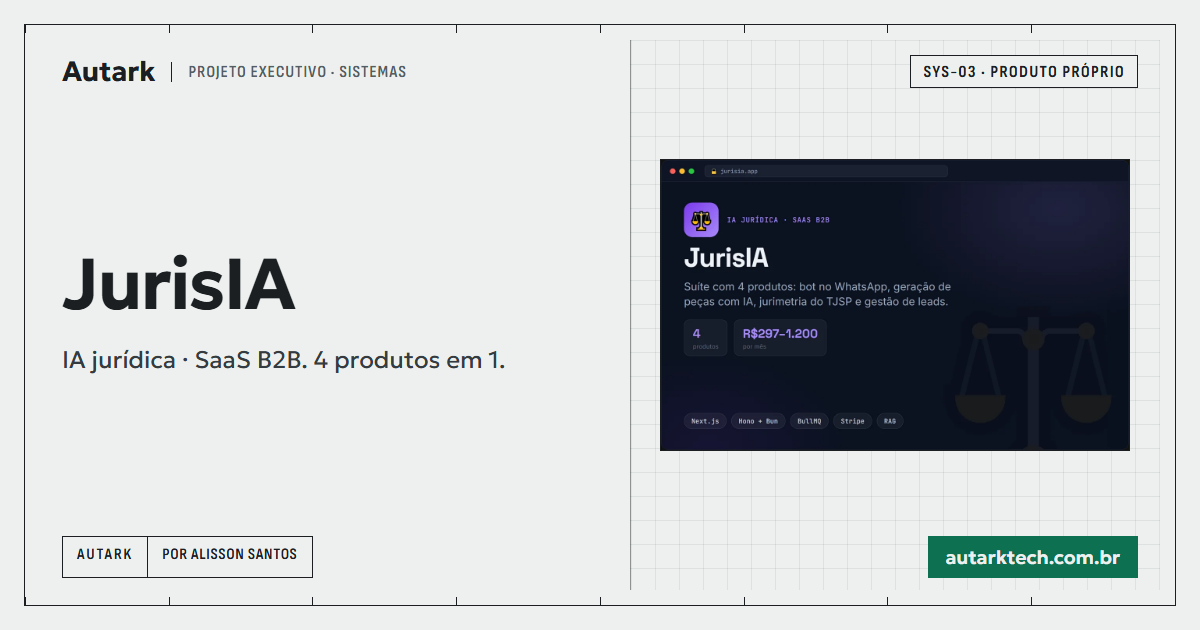 Autark
PROJETO EXECUTIVO · SISTEMAS
SYS-03 · PRODUTO PRÓPRIO
JurisIA
IA jurídica · SaaS B2B. 4 produtos em 1.
jurisia.app
IA JURÍDICA · SAAS B2B
JurisIA
Suíte com 4 produtos: bot no WhatsApp, geração de
peças com IA, jurimetria do TJSP e gestão de leads.
4
produtos
R$297–1.200
por mês
Next.js
Hono + Bun
BullMQ
Stripe
RAG
AUTARK
POR ALISSON SANTOS
autarktech.com.br